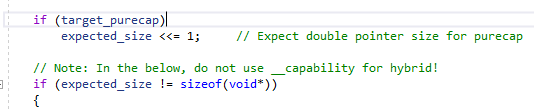 if (target_purecap)
expected_size <<= 1;     // Expect double pointer size for purecap
// Note: In the below, do not use __capability for hybrid!
if (expected_size != sizeof(void*))
{